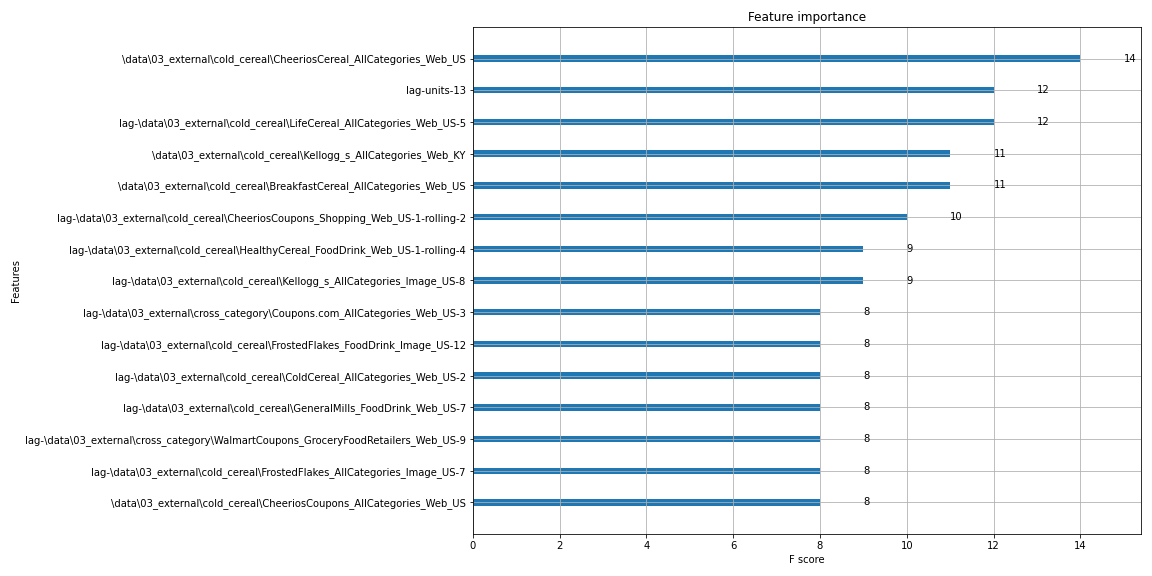 Feature importance
Features
\data\03_external\cold_cereal\CheeriosCereal_AllCategories_Web_US 14
lag-units-13 12
lag-\data\03_external\cold_cereal\LifeCereal_AllCategories_Web_US-5 12
\data\03_external\cold_cereal\Kellogg_s_AllCategories_Web_KY 11
\data\03_external\cold_cereal\BreakfastCereal_AllCategories_Web_US 11
lag-\data\03_external\cold_cereal\CheeriosCoupons_Shopping_Web_US-1-rolling-2 10
lag-\data\03_external\cold_cereal\HealthyCereal_FoodDrink_Web_US-1-rolling-4 9
lag-\data\03_external\cold_cereal\Kellogg_s_AllCategories_Image_US-8 9
lag-\data\03_external\cross_category\Coupons.com_AllCategories_Web_US-3 8
lag-\data\03_external\cold_cereal\FrostedFlakes_FoodDrink_Image_US-12 8
lag-\data\03_external\cold_cereal\ColdCereal_AllCategories_Web_US-2 8
lag-\data\03_external\cold_cereal\GeneralMills_FoodDrink_Web_US-7 8
lag-\data\03_external\cross_category\WalmartCoupons_GroceryFoodRetailers_Web_US-9 8
lag-\data\03_external\cold_cereal\FrostedFlakes_AllCategories_Image_US-7 8
\data\03_external\cold_cereal\CheeriosCoupons_AllCategories_Web_US 8
0 2 4 6 8 10 12 14
F score